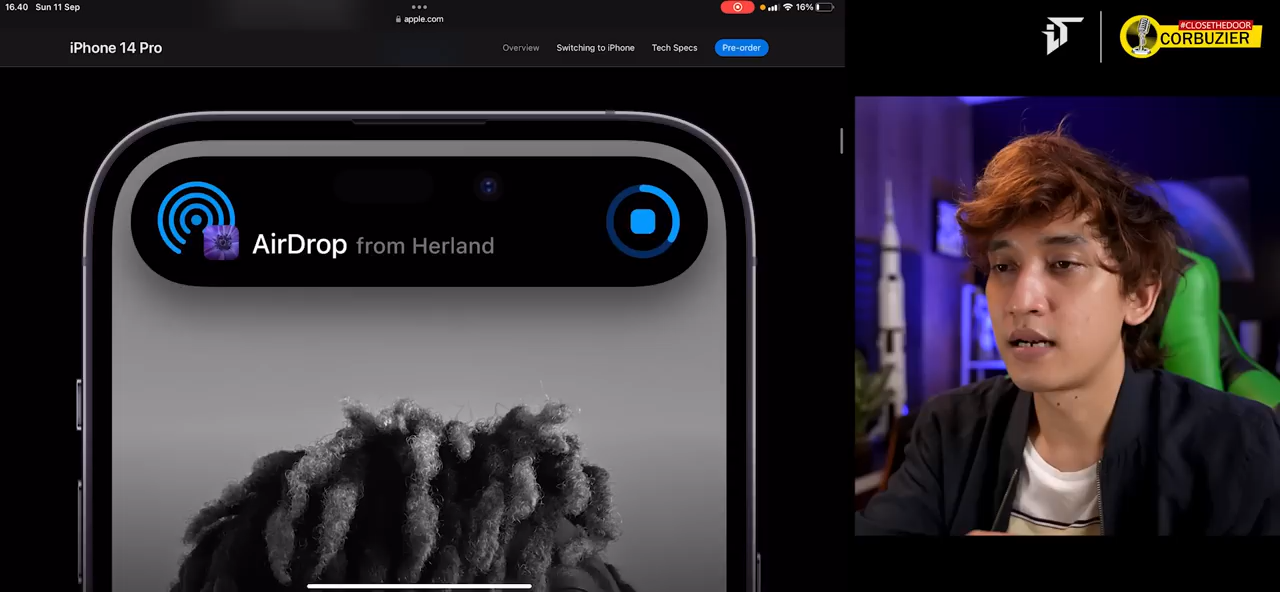 16.40 Sun 11 Sep
16%
apple.com
iPhone 14 Pro
Overview Switching to iPhone Tech Specs Pre-order
AirDrop from Herland
#CLOSETHEDOOR
CORBUZIER